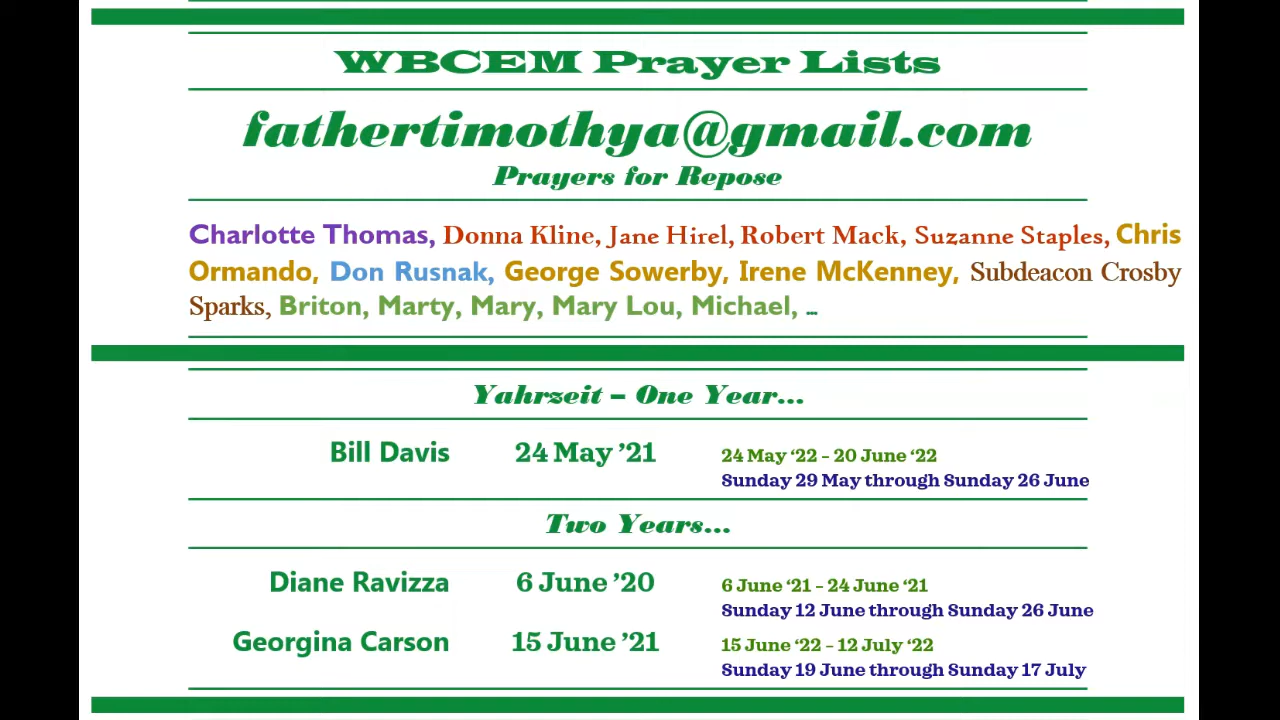 WBCEM Prayer Lists
fathertimothya@gmail.com
Prayers for Repose
Charlotte Thomas, Donna Kline, Jane Hirel, Robert Mack, Suzanne Staples, Chris
Ormando, Don Rusnak, George Sowerby, Irene McKenney, Subdeacon Crosby
Sparks, Briton, Marty, Mary, Mary Lou, Michael, ...
Yahrzeit – One Year...
Bill Davis 24 May ’21 24 May ‘22 – 20 June ‘22
Sunday 29 May through Sunday 26 June
Two Years...
Diane Ravizza 6 June ’20 6 June ‘21 – 24 June ‘21
Sunday 12 June through Sunday 26 June
Georgina Carson 15 June ’21 15 June ‘22 – 12 July ‘22
Sunday 19 June through Sunday 17 July